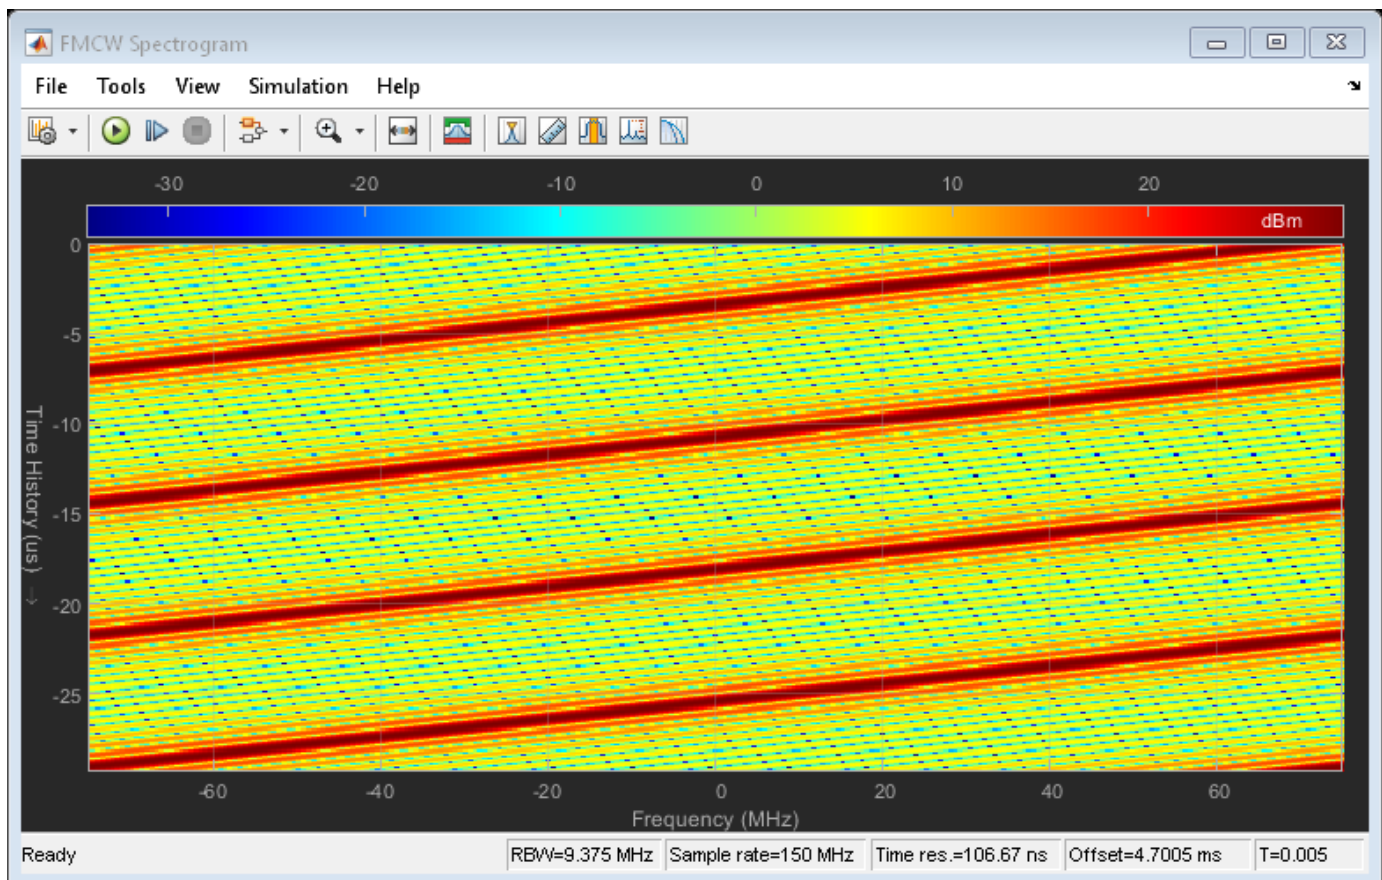 FMCW Spectrogram
File Tools View Simulation Help
-30 -20 -10 0 10 20
dBm
0
-5
-10
-15
-20
-25
Time History (us) →
-60 -40 -20 0 20 40 60
Frequency (MHz)
Ready RBW=9.375 MHz Sample rate=150 MHz Time res.=106.67 ns Offset=4.7005 ms T=0.005